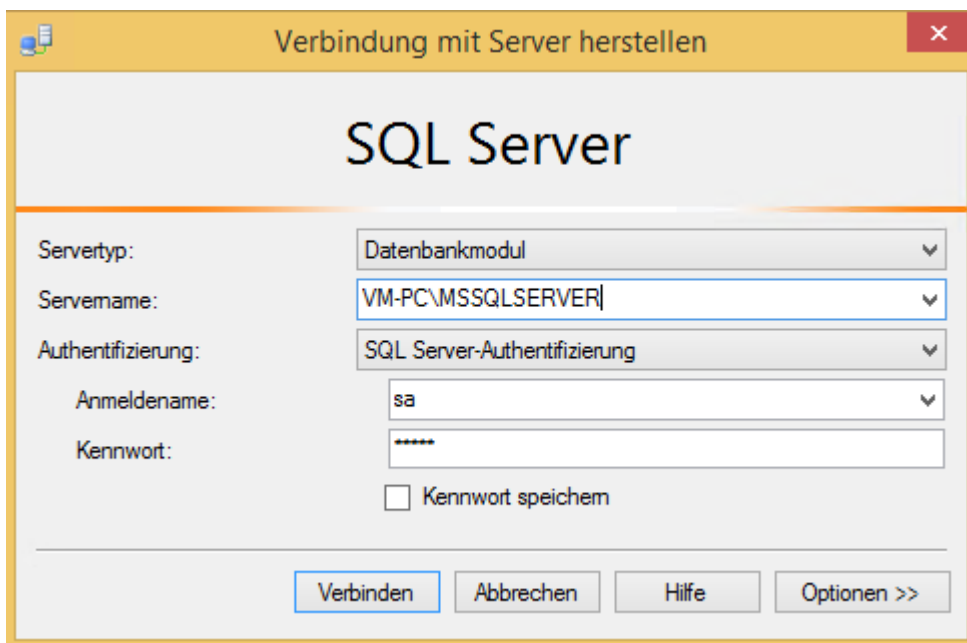 Verbindung mit Server herstellen
SQL Server
Servertyp: Datenbankmodul
Servername: VM-PC\MSSQLSERVER
Authentifizierung: SQL Server-Authentifizierung
Anmeldename: sa
Kennwort: *****
Kennwort speichern
Verbinden Abbrechen Hilfe Optionen >>